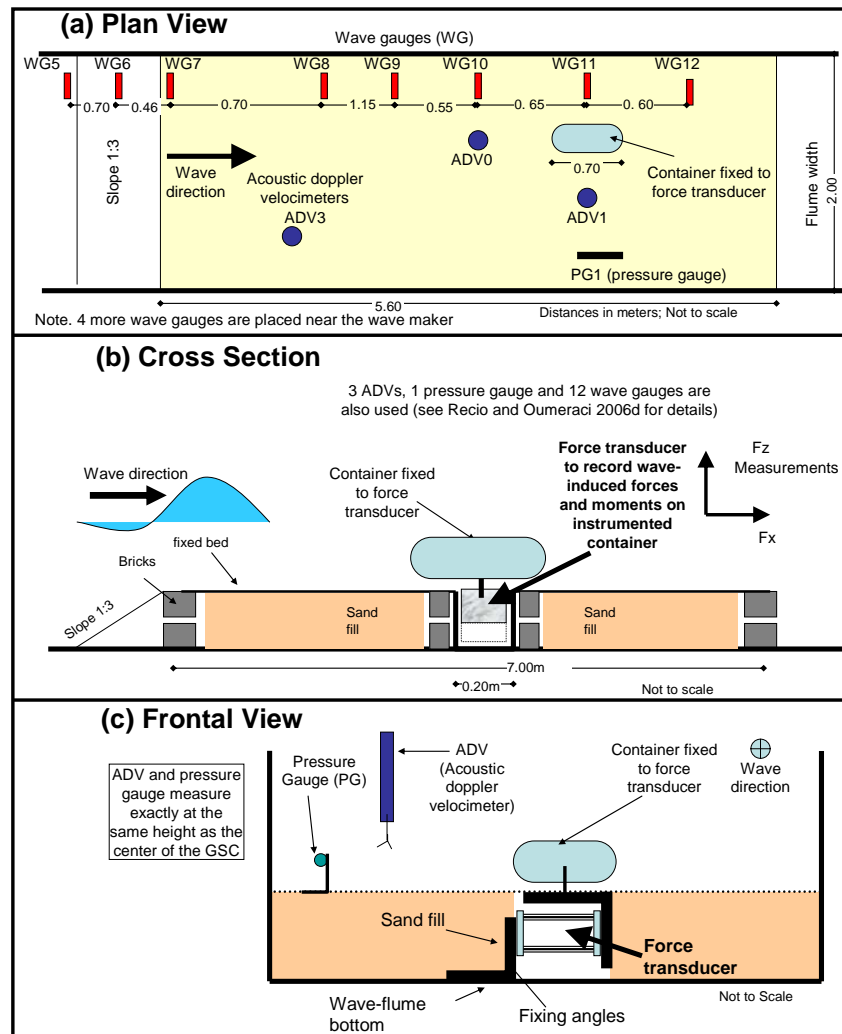 (a) Plan View
Wave gauges (WG)
WG5
WG6
WG7
WG8
WG9
WG10
WG11
WG12
0.70
0.46
0.70
1.15
0.55
0. 65
0. 60
Slope 1:3
Wave
direction
Acoustic doppler
velocimeters
ADV3
ADV0
0.70
ADV1
Container fixed to
force transducer
PG1 (pressure gauge)
Flume width
2.00
5.60
Note. 4 more wave gauges are placed near the wave maker
Distances in meters; Not to scale
(b) Cross Section
3 ADVs, 1 pressure gauge and 12 wave gauges are
also used (see Recio and Oumeraci 2006d for details)
Wave direction
Container fixed
to force
transducer
Force transducer
to record wave-
induced forces
and moments on
instrumented
container
Fz
Measurements
Fx
fixed bed
Bricks
Slope 1:3
Sand
fill
Sand
fill
7.00m
0.20m
Not to scale
(c) Frontal View
ADV and pressure
gauge measure
exactly at the
same height as the
center of the GSC
Pressure
Gauge (PG)
ADV
(Acoustic
doppler
velocimeter)
Container fixed
to force
transducer
Wave
direction
Sand fill
Force
transducer
Wave-flume
bottom
Fixing angles
Not to Scale